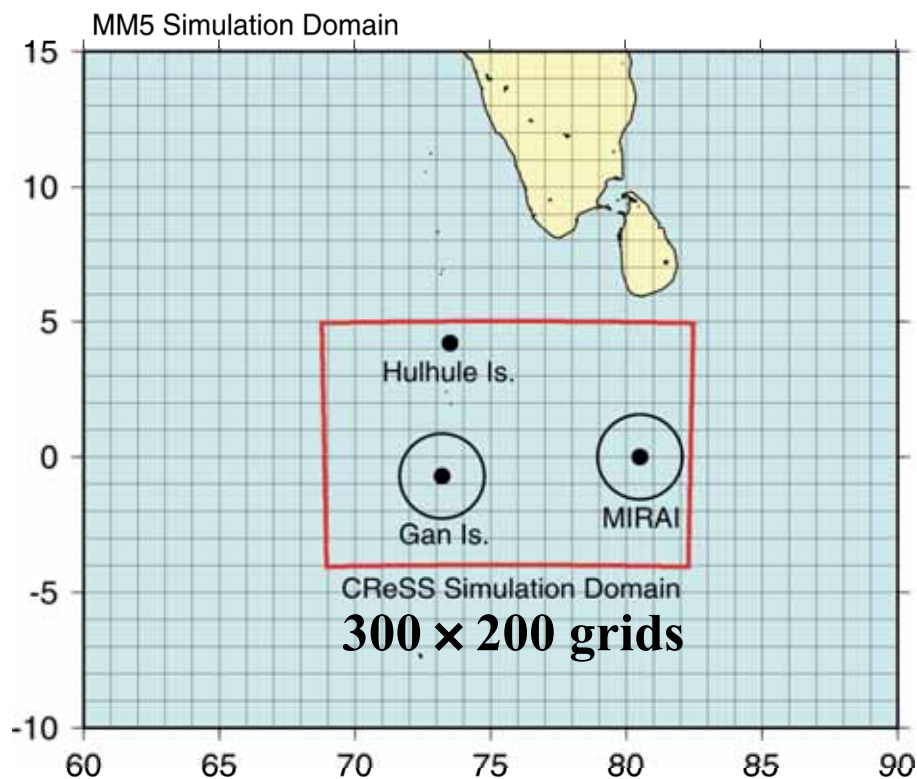 MM5 Simulation Domain
15
10
5
0
-5
-10
Hulhule Is.
Gan Is.
MIRAI
CReSS Simulation Domain
300 × 200 grids
60 65 70 75 80 85 90